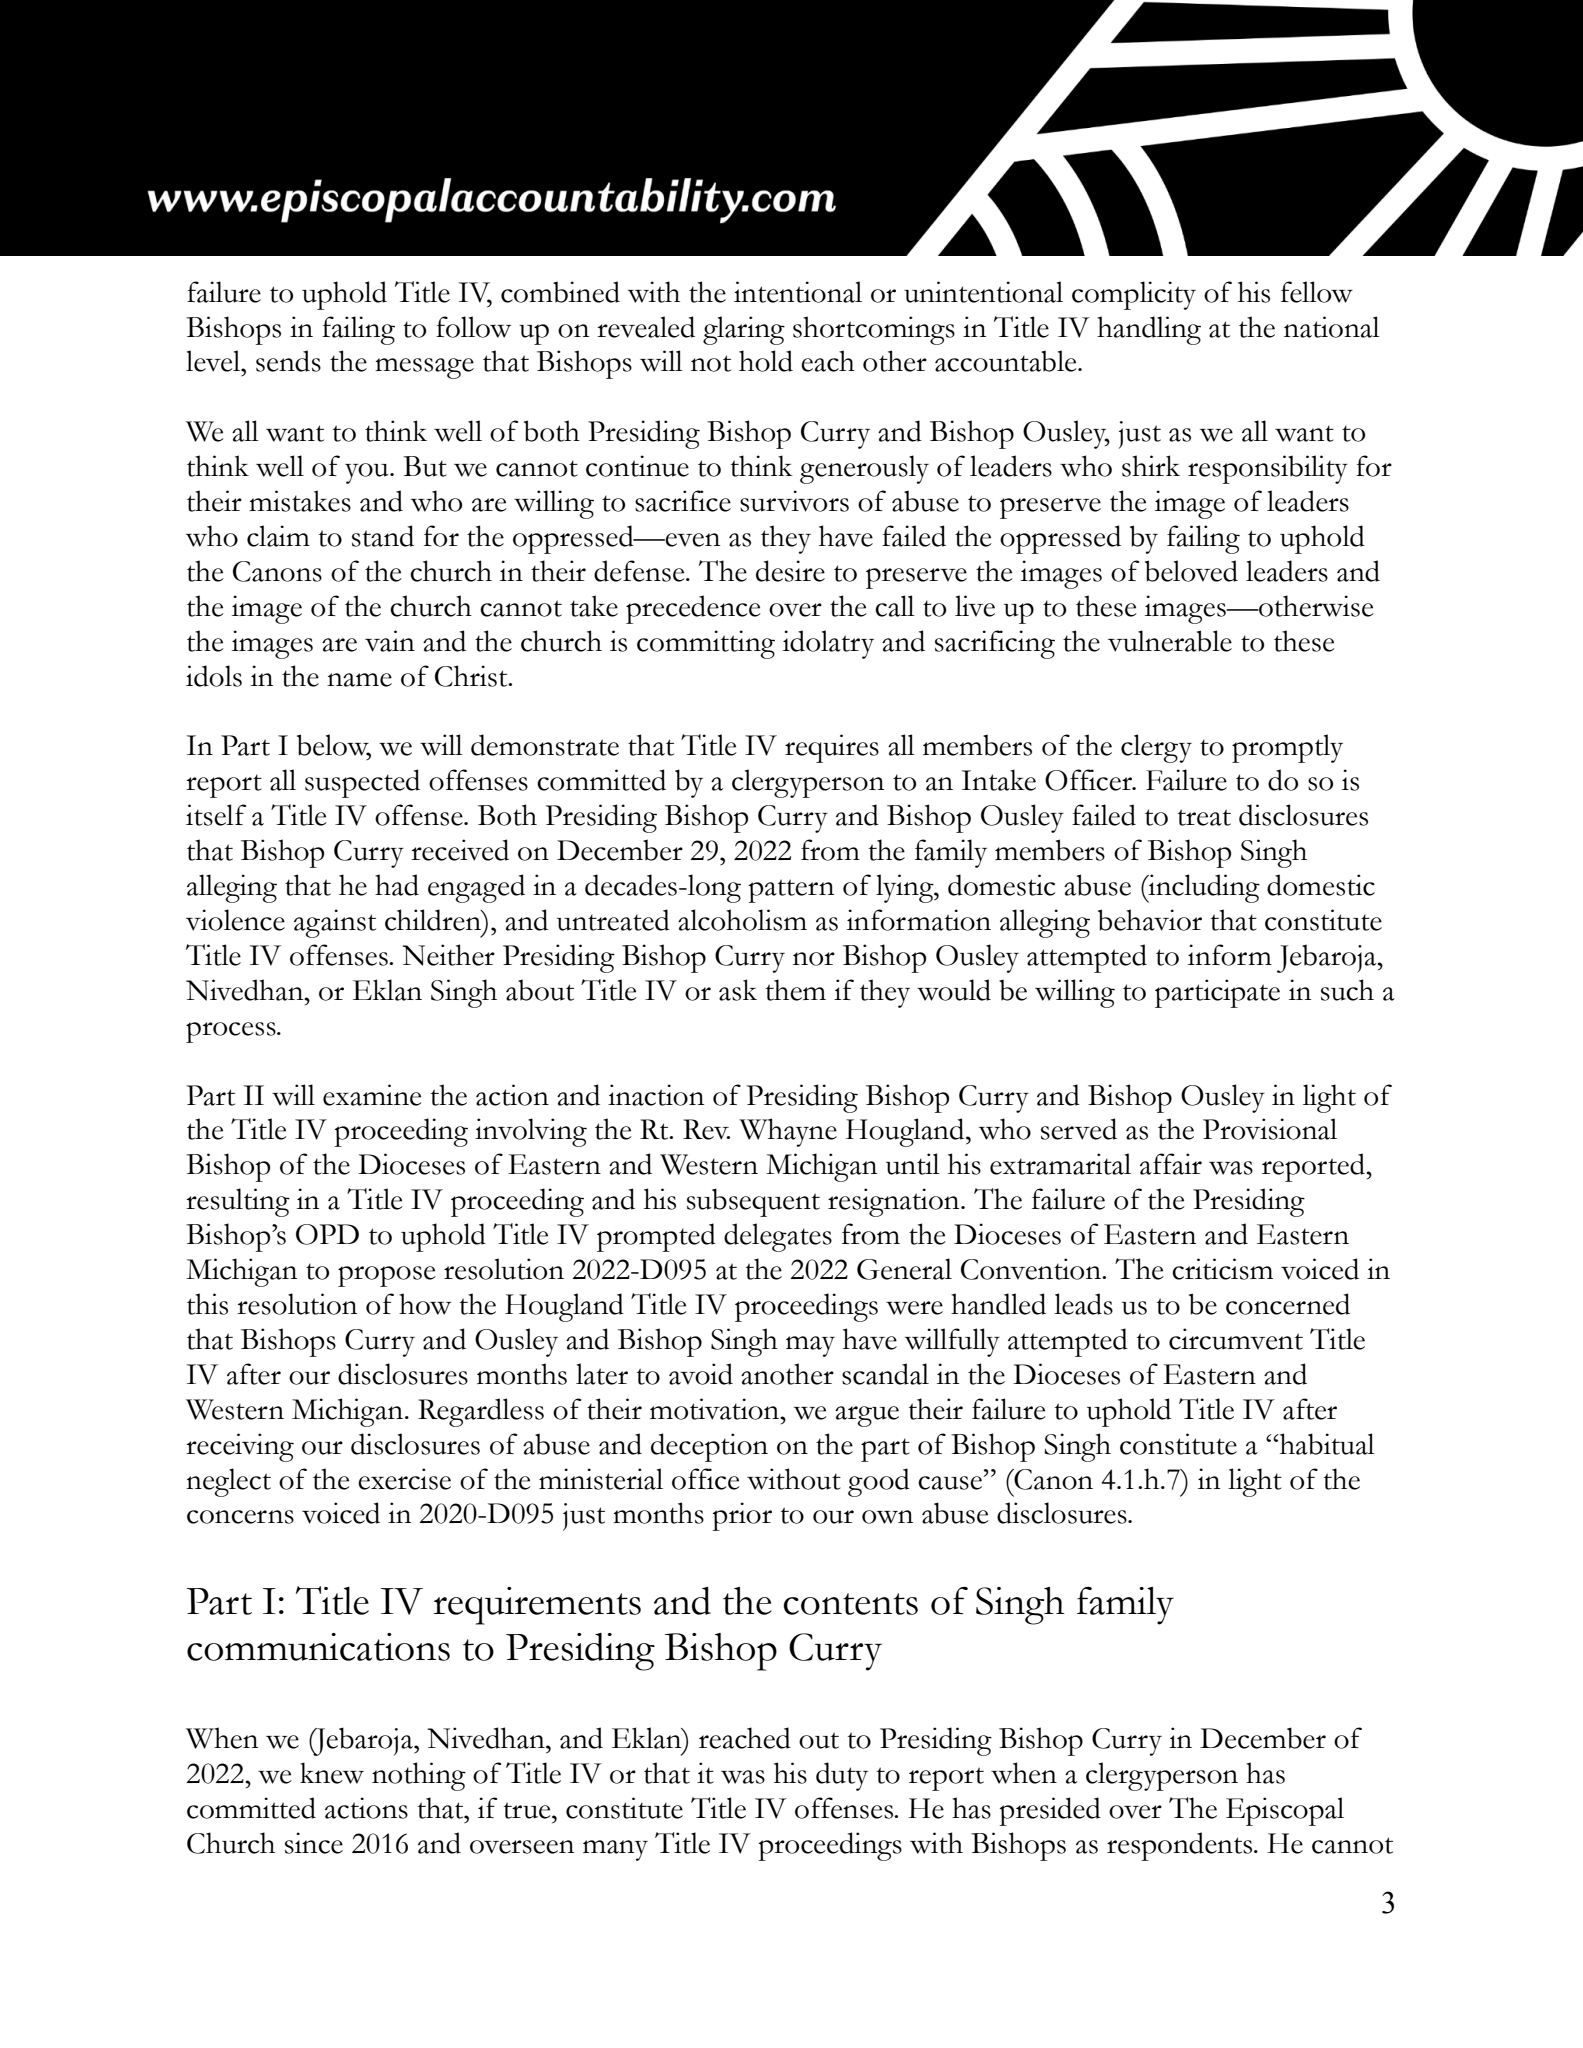 www.episcopalaccountability.com
failure to uphold Title IV, combined with the intentional or unintentional complicity of his fellow
Bishops in failing to follow up on revealed glaring shortcomings in Title IV handling at the national
level, sends the message that Bishops will not hold each other accountable.
We all want to think well of both Presiding Bishop Curry and Bishop Ousley, just as we all want to
think well of you. But we cannot continue to think generously of leaders who shirk responsibility for
their mistakes and who are willing to sacrifice survivors of abuse to preserve the image of leaders
who claim to stand for the oppressed—even as they have failed the oppressed by failing to uphold
the Canons of the church in their defense. The desire to preserve the images of beloved leaders and
the image of the church cannot take precedence over the call to live up to these images—otherwise
the images are vain and the church is committing idolatry and sacrificing the vulnerable to these
idols in the name of Christ.
In Part I below, we will demonstrate that Title IV requires all members of the clergy to promptly
report all suspected offenses committed by a clergyperson to an Intake Officer. Failure to do so is
itself a Title IV offense. Both Presiding Bishop Curry and Bishop Ousley failed to treat disclosures
that Bishop Curry received on December 29, 2022 from the family members of Bishop Singh
alleging that he had engaged in a decades-long pattern of lying, domestic abuse (including domestic
violence against children), and untreated alcoholism as information alleging behavior that constitute
Title IV offenses. Neither Presiding Bishop Curry nor Bishop Ousley attempted to inform Jebaroja,
Nivedhan, or Eklan Singh about Title IV or ask them if they would be willing to participate in such a
process.
Part II will examine the action and inaction of Presiding Bishop Curry and Bishop Ousley in light of
the Title IV proceeding involving the Rt. Rev. Whayne Hougland, who served as the Provisional
Bishop of the Dioceses of Eastern and Western Michigan until his extramarital affair was reported,
resulting in a Title IV proceeding and his subsequent resignation. The failure of the Presiding
Bishop’s OPD to uphold Title IV prompted delegates from the Dioceses of Eastern and Eastern
Michigan to propose resolution 2022-D095 at the 2022 General Convention. The criticism voiced in
this resolution of how the Hougland Title IV proceedings were handled leads us to be concerned
that Bishops Curry and Ousley and Bishop Singh may have willfully attempted to circumvent Title
IV after our disclosures months later to avoid another scandal in the Dioceses of Eastern and
Western Michigan. Regardless of their motivation, we argue their failure to uphold Title IV after
receiving our disclosures of abuse and deception on the part of Bishop Singh constitute a “habitual
neglect of the exercise of the ministerial office without good cause” (Canon 4.1.h.7) in light of the
concerns voiced in 2020-D095 just months prior to our own abuse disclosures.
Part I: Title IV requirements and the contents of Singh family
communications to Presiding Bishop Curry
When we (Jebaroja, Nivedhan, and Eklan) reached out to Presiding Bishop Curry in December of
2022, we knew nothing of Title IV or that it was his duty to report when a clergyperson has
committed actions that, if true, constitute Title IV offenses. He has presided over The Episcopal
Church since 2016 and overseen many Title IV proceedings with Bishops as respondents. He cannot
3